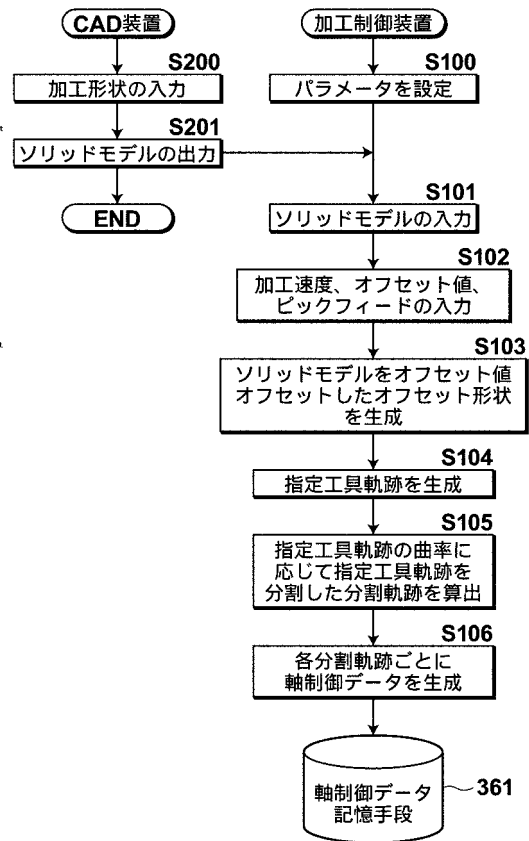 CAD装置
S200
加工形状の入力
S201
ソリッドモデルの出力
END
加工制御装置
S100
パラメータを設定
S101
ソリッドモデルの入力
S102
加工速度、オフセット値、
ピックフィードの入力
S103
ソリッドモデルをオフセット値
オフセットしたオフセット形状
を生成
S104
指定工具軌跡を生成
S105
指定工具軌跡の曲率に
応じて指定工具軌跡を
分割した分割軌跡を算出
S106
各分割軌跡ごとに
軸制御データを生成
軸制御データ
記憶手段
361